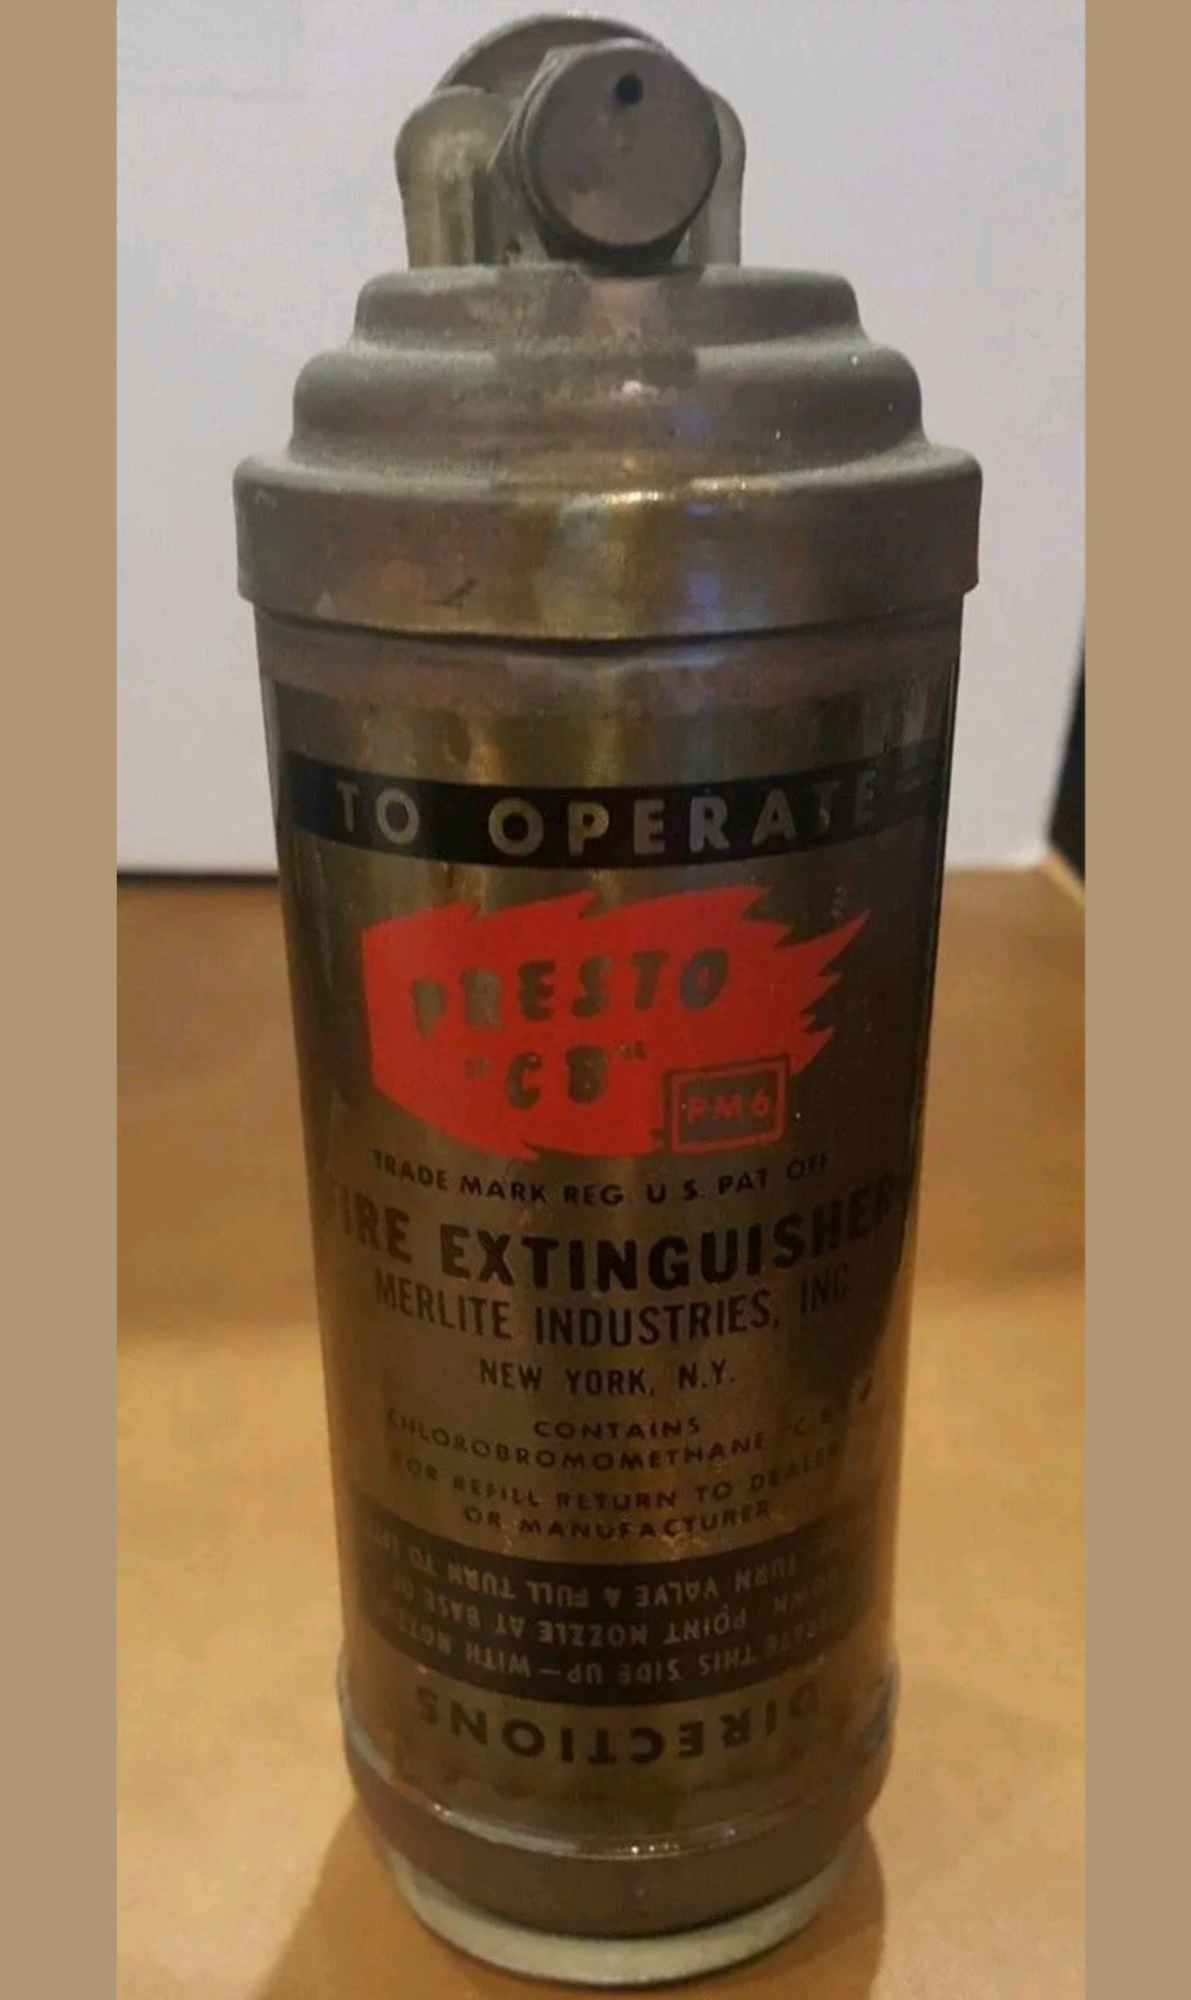 TO OPERATE-
PRESTO
"CB"
PM6
TRADE MARK REG U S PAT OFF
FIRE EXTINGUISHER
MERLITE INDUSTRIES, INC.
NEW YORK, N.Y.
CONTAINS
CHLOROBROMOMETHANE "C B"
FOR REFILL RETURN TO DEALER
OR MANUFACTURER
DIRECTIONS
THIS SIDE UP—WITH NOZZLE
POINT NOZZLE AT BASE OF
TURN VALVE A FULL TURN TO